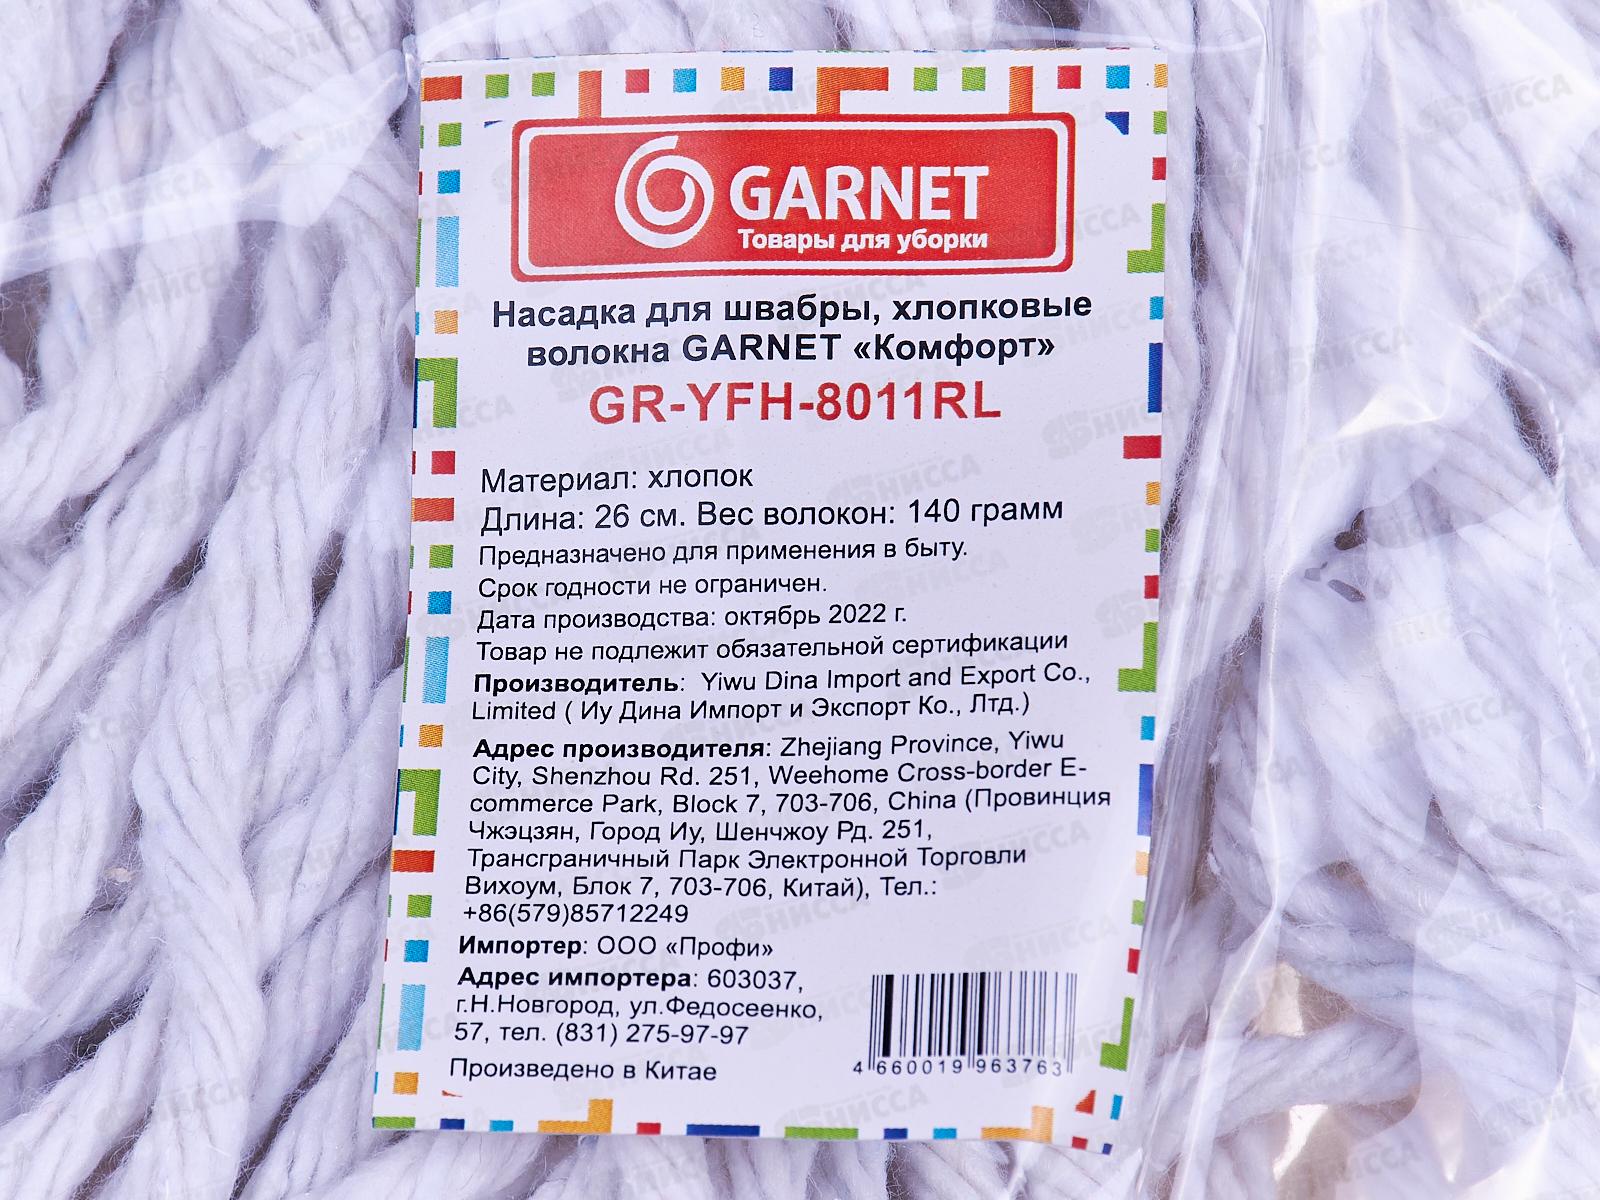 GARNET
Товары для уборки
Насадка для швабры, хлопковые
волокна GARNET «Комфорт»
GR-YFH-8011RL
Материал: хлопок
Длина: 26 см. Вес волокон: 140 грамм
Предназначено для применения в быту.
Срок годности не ограничен.
Дата производства: октябрь 2022 г.
Товар не подлежит обязательной сертификации
Производитель: Yiwu Dina Import and Export Co.,
Limited ( Иу Дина Импорт и Экспорт Ко., Лтд.)
Адрес производителя: Zhejiang Province, Yiwu
City, Shenzhou Rd. 251, Weehome Cross-border E-
commerce Park, Block 7, 703-706, China (Провинция
Чжэцзян, Город Иу, Шенчжоу Рд. 251,
Трансграничный Парк Электронной Торговли
Вихоум, Блок 7, 703-706, Китай), Тел.:
+86(579)85712249
Импортер: ООО «Профи»
Адрес импортера: 603037,
г.Н.Новгород, ул.Федосеенко,
57, тел. (831) 275-97-97
Произведено в Китае
4 660019 963763